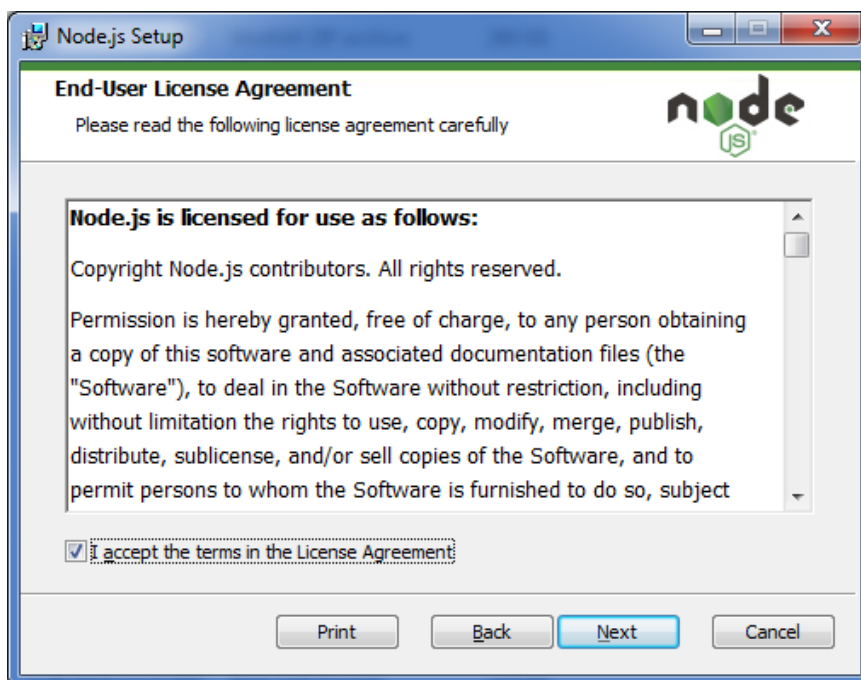 Node.js Setup
End-User License Agreement
Please read the following license agreement carefully
node
JS
Node.js is licensed for use as follows:
Copyright Node.js contributors. All rights reserved.
Permission is hereby granted, free of charge, to any person obtaining
a copy of this software and associated documentation files (the
"Software"), to deal in the Software without restriction, including
without limitation the rights to use, copy, modify, merge, publish,
distribute, sublicense, and/or sell copies of the Software, and to
permit persons to whom the Software is furnished to do so, subject
I accept the terms in the License Agreement
Print Back Next Cancel